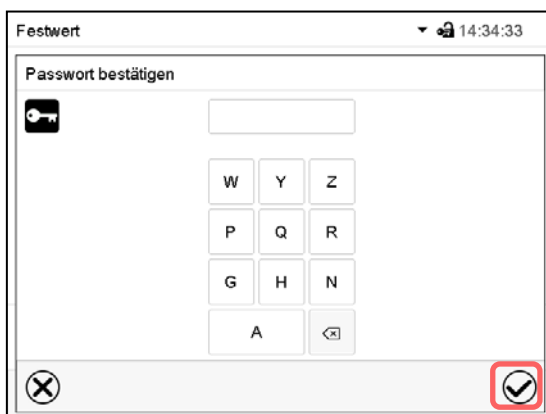 Festwert 14:34:33
Passwort bestätigen
W Y Z
P Q R
G H N
A